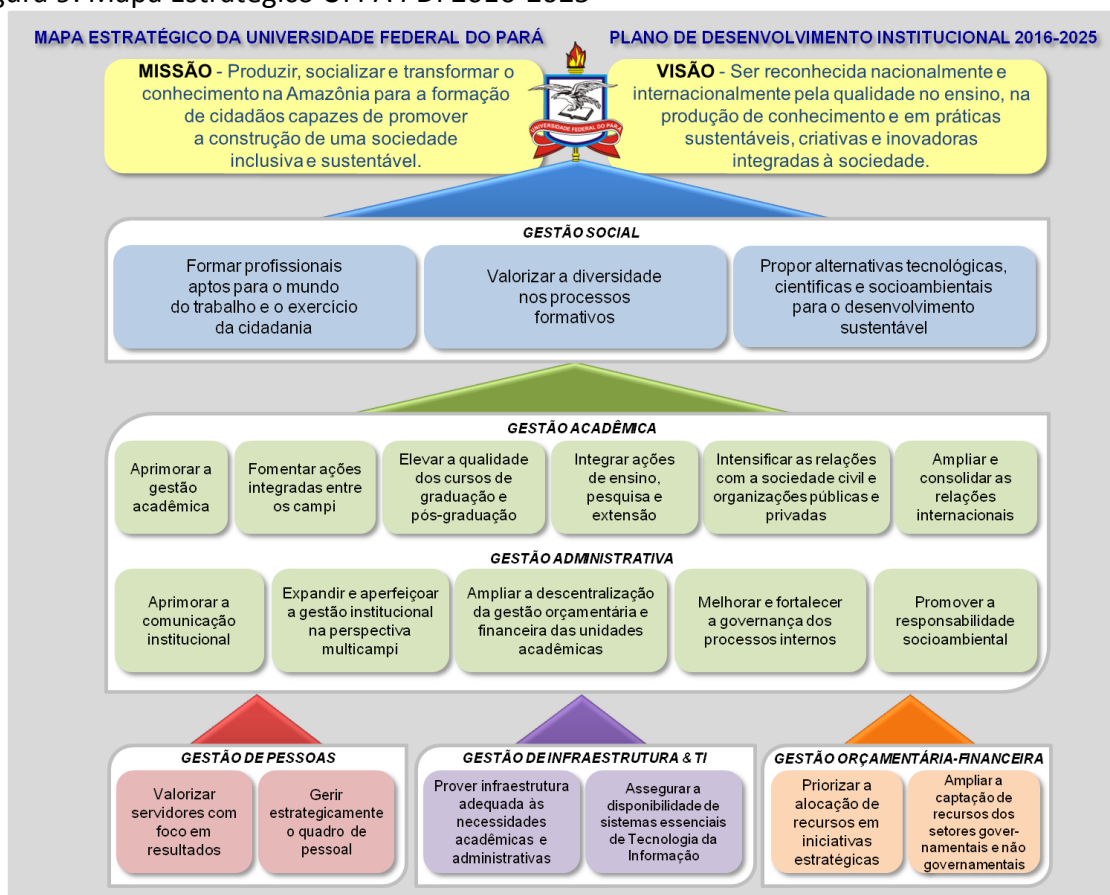 MAPA ESTRATÉGICO DA UNIVERSIDADE FEDERAL DO PARÁ
PLANO DE DESENVOLVIMENTO INSTITUCIONAL 2016-2025
MISSÃO - Produzir, socializar e transformar o
conhecimento na Amazônia para a formação
de cidadãos capazes de promover
a construção de uma sociedade
inclusiva e sustentável.
UNIVERSIDADE FEDERAL DO PARÁ
VISÃO - Ser reconhecida nacionalmente e
internacionalmente pela qualidade no ensino, na
produção de conhecimento e em práticas
sustentáveis, criativas e inovadoras
integradas à sociedade.
GESTÃO SOCIAL
Formar profissionais
aptos para o mundo
do trabalho e o exercício
da cidadania
Valorizar a diversidade
nos processos
formativos
Propor alternativas tecnológicas,
científicas e socioambientais
para o desenvolvimento
sustentável
GESTÃO ACADÊMICA
Aprimorar a
gestão
acadêmica
Fomentar ações
integradas entre
os campi
Elevar a qualidade
dos cursos de
graduação e
pós-graduação
Integrar ações
de ensino,
pesquisa e
extensão
Intensificar as relações
com a sociedade civil e
organizações públicas e
privadas
Ampliar e
consolidar as
relações
internacionais
GESTÃO ADMINISTRATIVA
Aprimorar a
comunicação
institucional
Expandir e aperfeiçoar
a gestão institucional
na perspectiva
multicampi
Ampliar a descentralização
da gestão orçamentária e
financeira das unidades
acadêmicas
Melhorar e fortalecer
a governança dos
processos internos
Promover a
responsabilidade
socioambiental
GESTÃO DE PESSOAS
Valorizar
servidores com
foco em
resultados
Gerir
estrategicamente
o quadro de
pessoal
GESTÃO DE INFRAESTRUTURA & TI
Prover infraestrutura
adequada às
necessidades
acadêmicas e
administrativas
Assegurar a
disponibilidade de
sistemas essenciais
de Tecnologia da
Informação
GESTÃO ORÇAMENTÁRIA-FINANCEIRA
Priorizar a
alocação de
recursos em
iniciativas
estratégicas
Ampliar a
captação de
recursos dos
setores gover-
namentais e não
governamentais